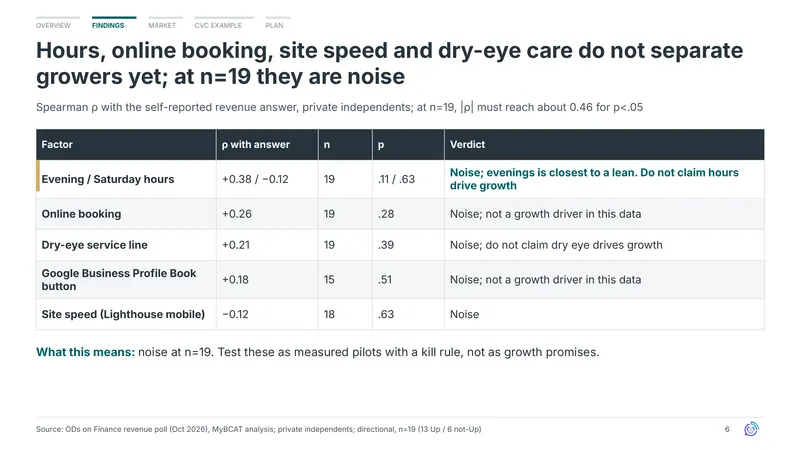 OVERVIEW FINDINGS MARKET CVC EXAMPLE PLAN
Hours, online booking, site speed and dry-eye care do not separate
growers yet; at n=19 they are noise
Spearman ρ with the self-reported revenue answer, private independents; at n=19, |ρ| must reach about 0.46 for p<.05
Factor ρ with answer n p Verdict
Evening / Saturday hours +0.38 / −0.12 19 .11 / .63 Noise; evenings is closest to a lean. Do not claim hours
drive growth
Online booking +0.26 19 .28 Noise; not a growth driver in this data
Dry-eye service line +0.21 19 .39 Noise; do not claim dry eye drives growth
Google Business Profile Book
button +0.18 15 .51 Noise; not a growth driver in this data
Site speed (Lighthouse mobile) −0.12 18 .63 Noise
What this means: noise at n=19. Test these as measured pilots with a kill rule, not as growth promises.
Source: ODs on Finance revenue poll (Oct 2026), MyBCAT analysis; private independents; directional, n=19 (13 Up / 6 not-Up) 6